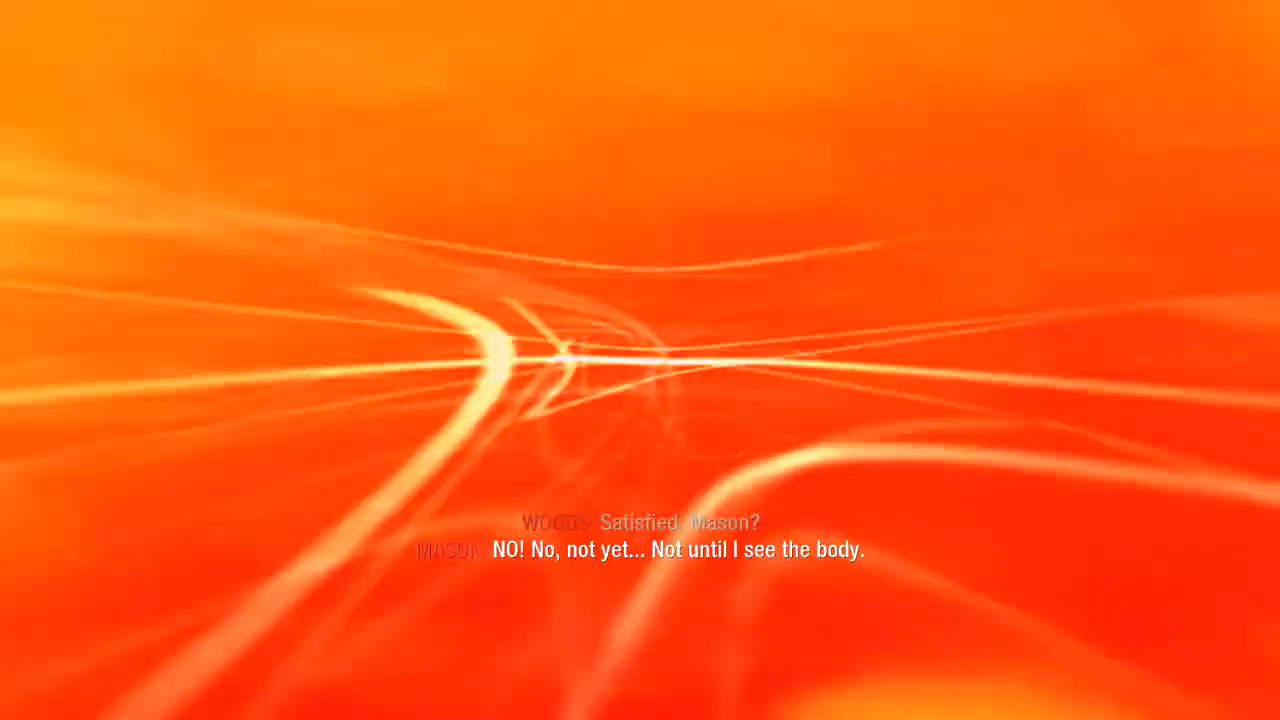 WOODS: Satisfied, Mason?
MASON: NO! No, not yet... Not until I see the body.